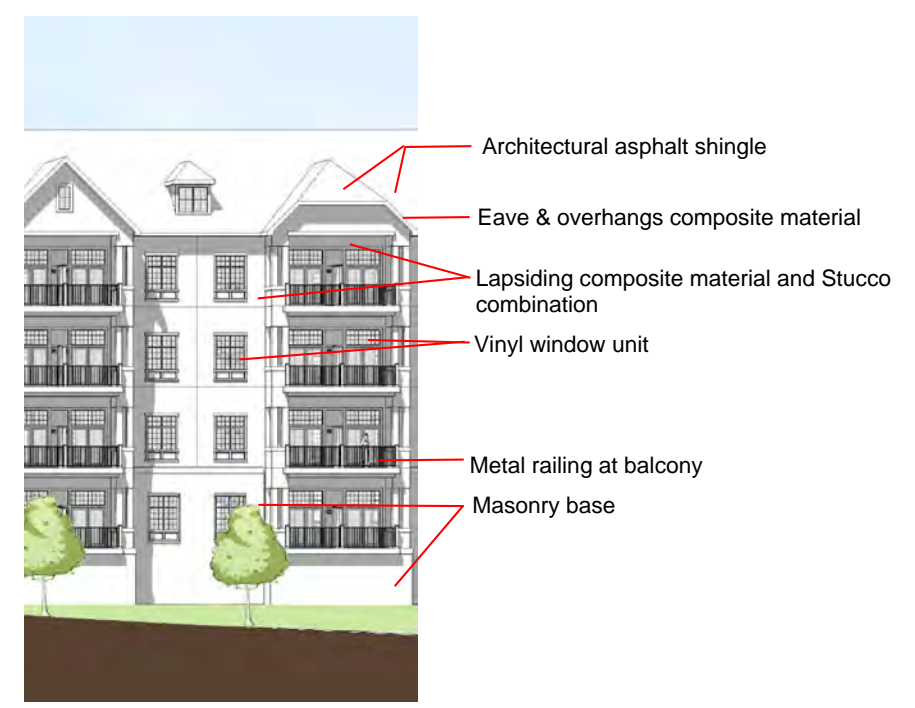 Architectural asphalt shingle
Eave & overhangs composite material
Lapsiding composite material and Stucco
combination
Vinyl window unit
Metal railing at balcony
Masonry base